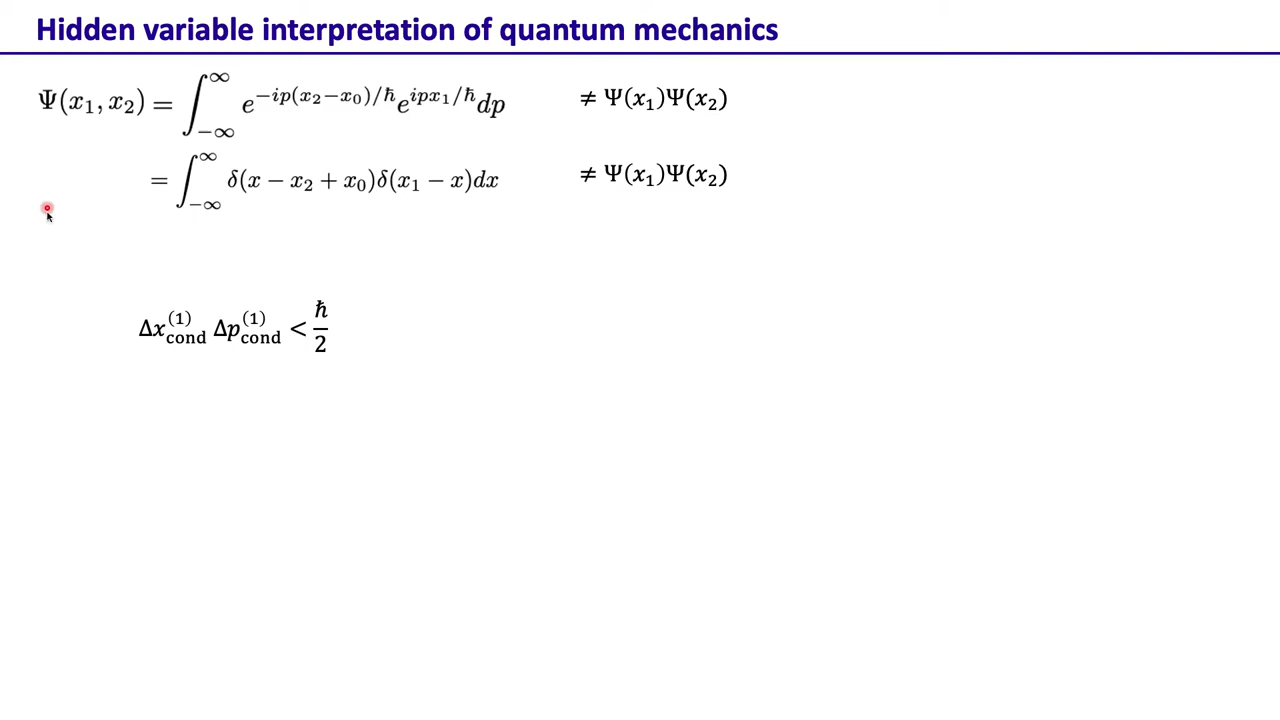 Hidden variable interpretation of quantum mechanics
Ψ(x₁, x₂) = ∫_{−∞}^{∞} e^{−ip(x₂−x₀)/ħ} e^{ipx₁/ħ} dp ≠ Ψ(x₁)Ψ(x₂)
= ∫_{−∞}^{∞} δ(x − x₂ + x₀)δ(x₁ − x)dx ≠ Ψ(x₁)Ψ(x₂)
Δx_{cond}^{(1)} Δp_{cond}^{(1)} < ħ/2